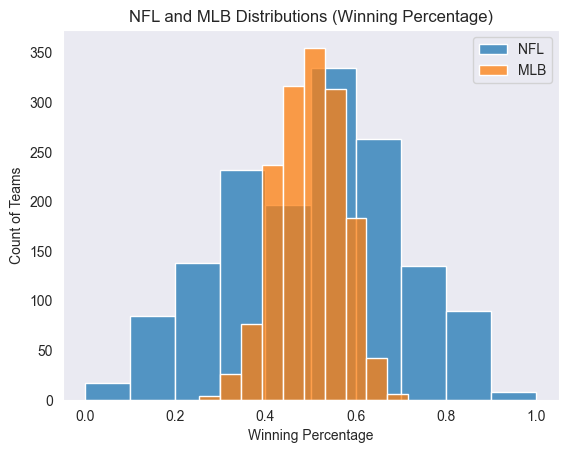 NFL and MLB Distributions (Winning Percentage)
NFL
MLB
Count of Teams
350
300
250
200
150
100
50
0
0.0 0.2 0.4 0.6 0.8 1.0
Winning Percentage